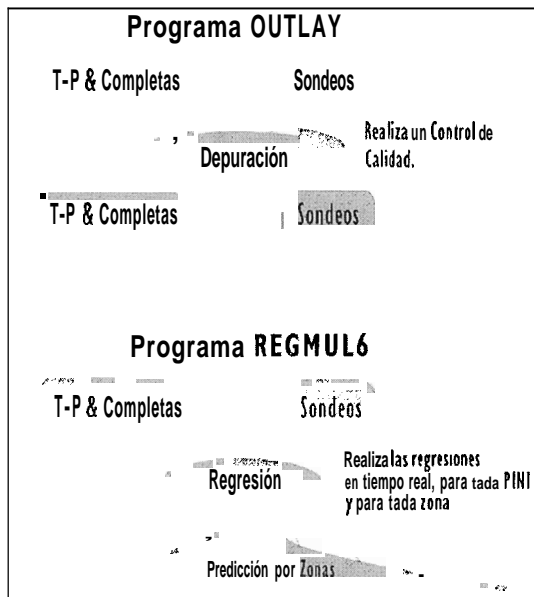 Programa OUTLAY
T-P & Completas Sondeos
Realiza un Control de
Calidad.
Depuración
T-P & Completas Sondeos
Programa REGMUL6
T-P & Completas Sondeos
Realiza las regresiones
en tiempo real, para tada PINI
y para tada zona
Regresión
Predicción por Zonas